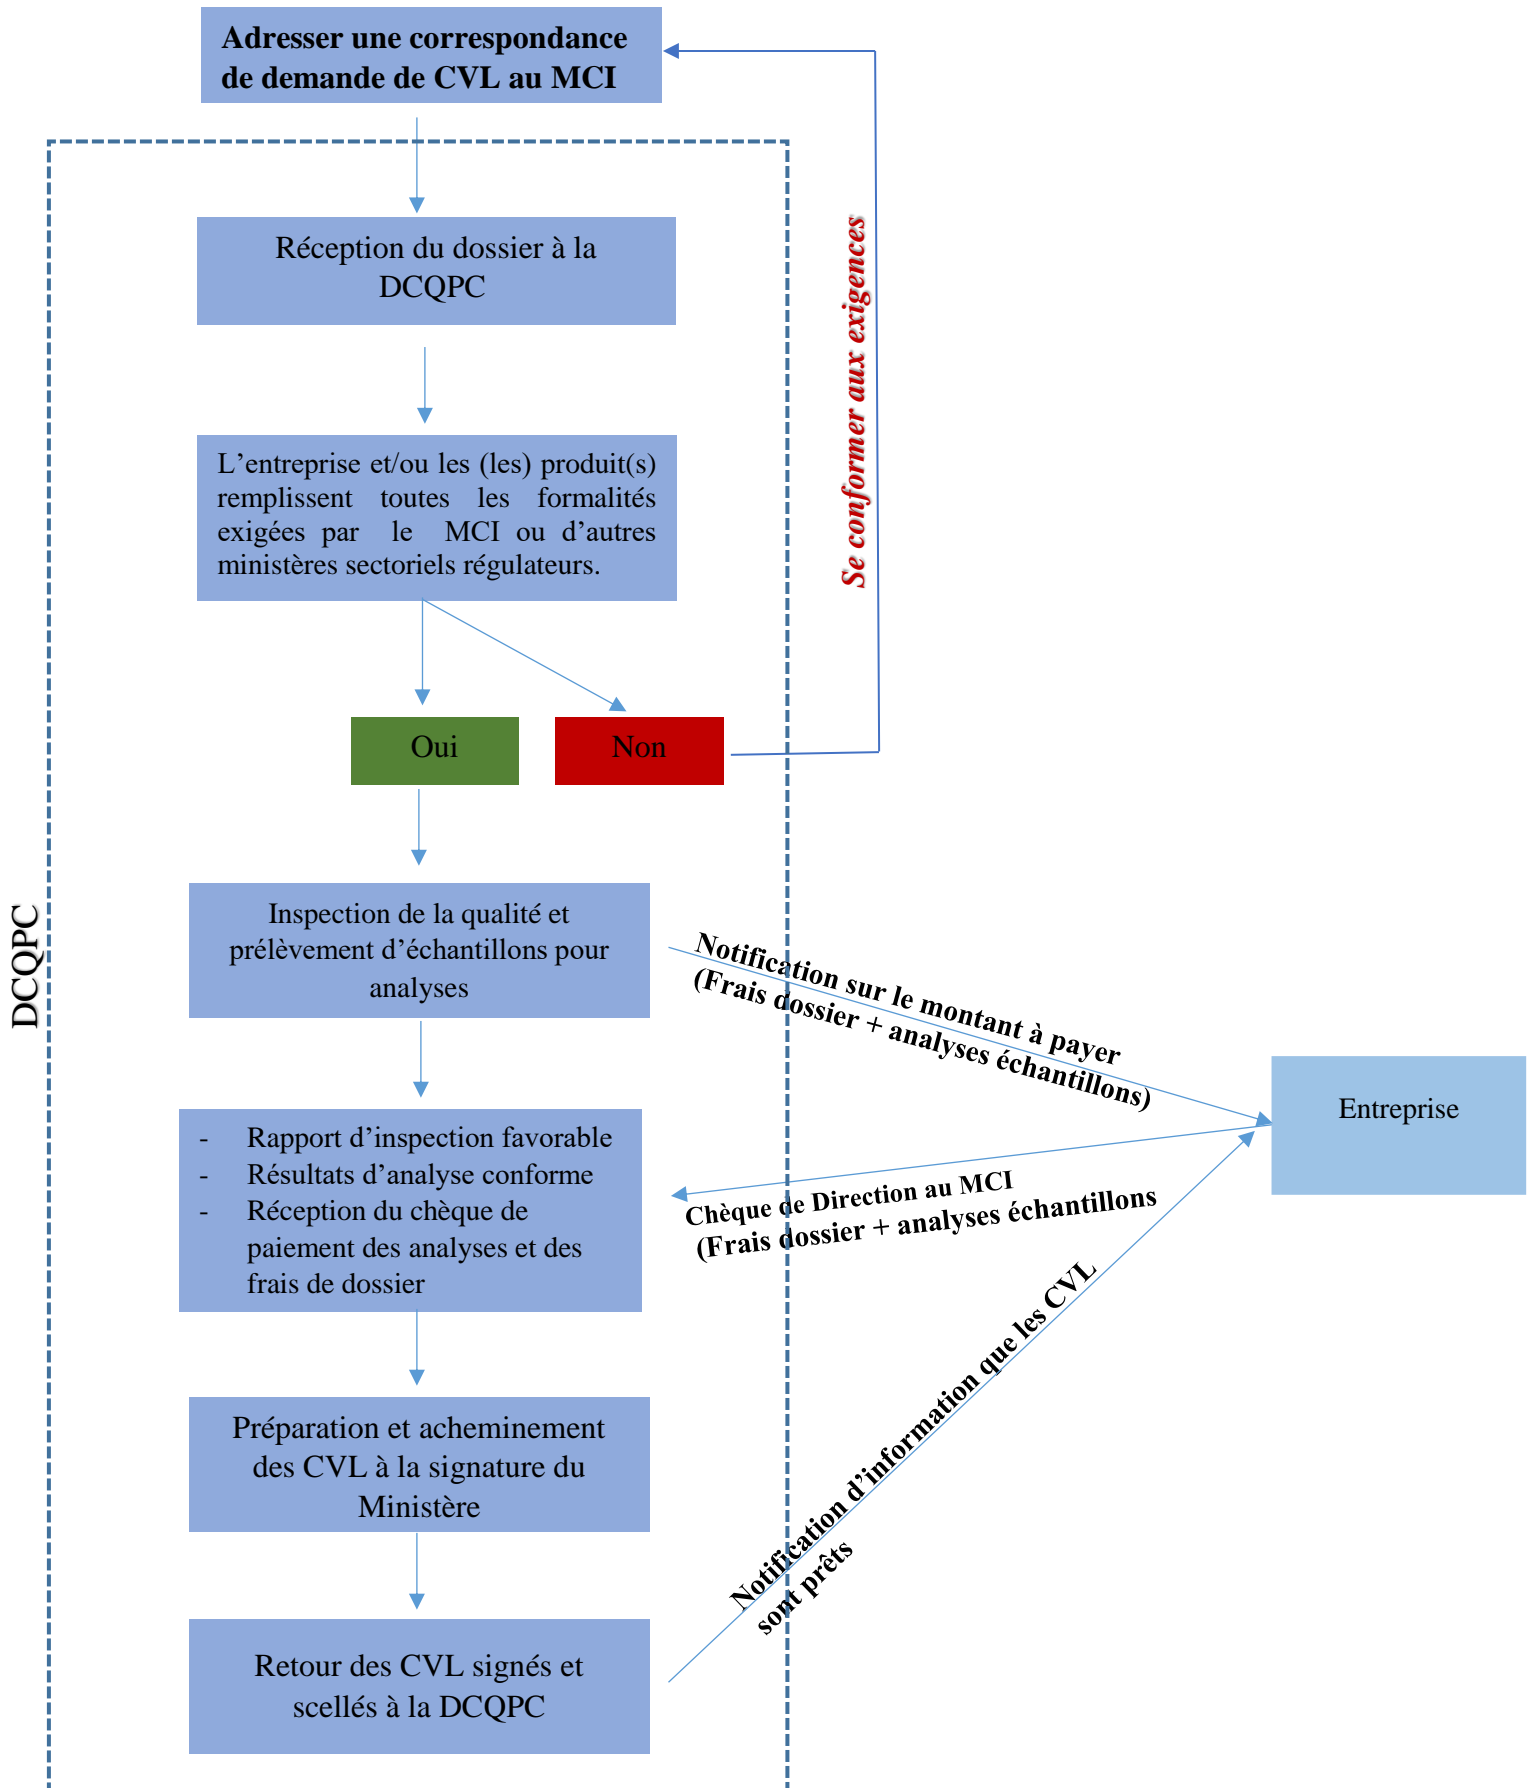 Adresser une correspondance
de demande de CVL au MCI
Réception du dossier à la
DCQPC
L’entreprise et/ou les (les) produit(s)
remplissent toutes les formalités
exigées par le MCI ou d’autres
ministères sectoriels régulateurs.
Se conformer aux exigences
Oui
Non
DCQPC
Inspection de la qualité et
prélèvement d’échantillons pour
analyses
Notification sur le montant à payer
(Frais dossier + analyses échantillons)
Entreprise
- Rapport d’inspection favorable
- Résultats d’analyse conforme
- Réception du chèque de
paiement des analyses et des
frais de dossier
Chèque de Direction au MCI
(Frais dossier + analyses échantillons
Préparation et acheminement
des CVL à la signature du
Ministère
Notification d’information que les CVL
sont prêts
Retour des CVL signés et
scellés à la DCQPC